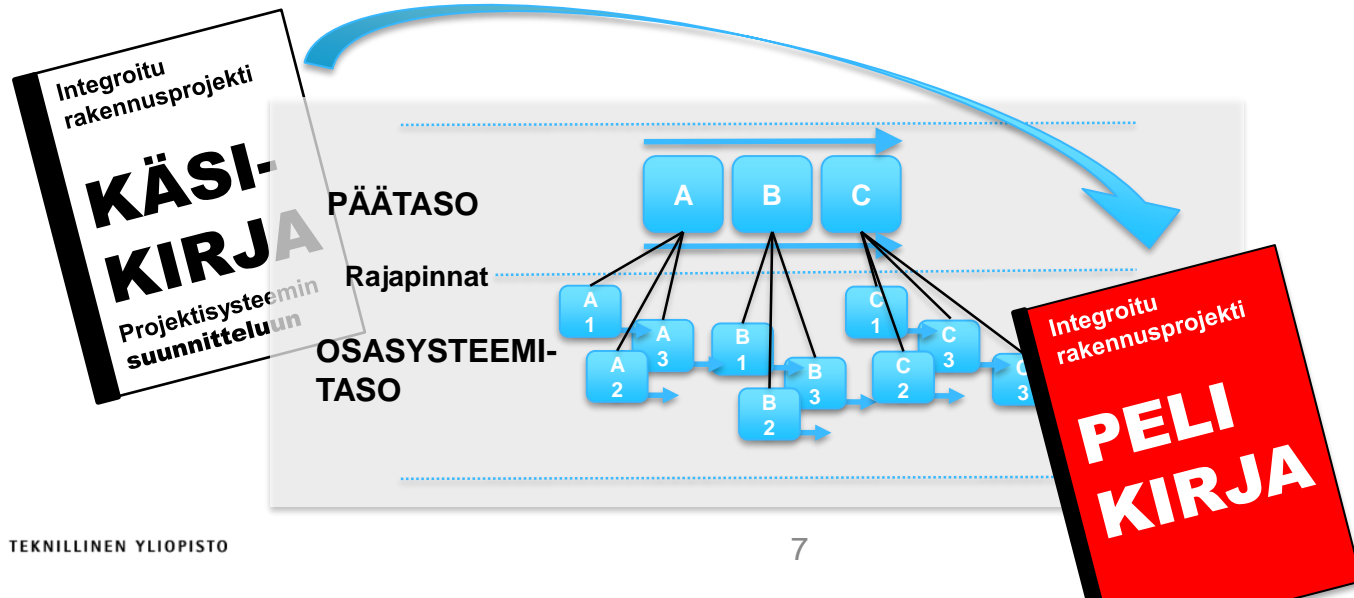 Integroitu
rakennusprojekti
KÄSI-
KIRJA
Projektisysteemin
suunnitteluun
PÄÄTASO
A B C
Rajapinnat
OSASYSTEEMI-
TASO
A
1
A
2
A
3
B
1
B
2
B
3
C
1
C
2
C
3
C
3
Integroitu
rakennusprojekti
PELI
KIRJA
TEKNILLINEN YLIOPISTO
7